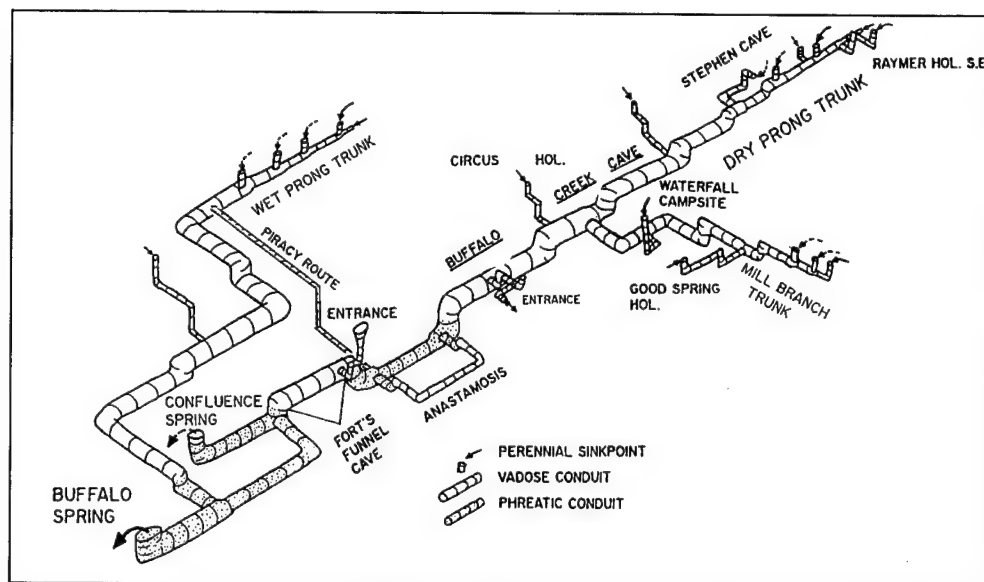 STEPHEN CAVE
RAYMER HOL. S.E
DRY PRONG TRUNK
WET PRONG TRUNK
CIRCUS HOL.
BUFFALO CREEK CAVE
WATERFALL
CAMPSITE
PIRACY ROUTE
ENTRANCE
ENTRANCE
GOOD SPRING
HOL.
MILL BRANCH
TRUNK
ANASTAMOSIS
CONFLUENCE
SPRING
FORT'S
FUNNEL
CAVE
BUFFALO
SPRING
PERENNIAL SINKPOINT
VADOSE CONDUIT
PHREATIC CONDUIT